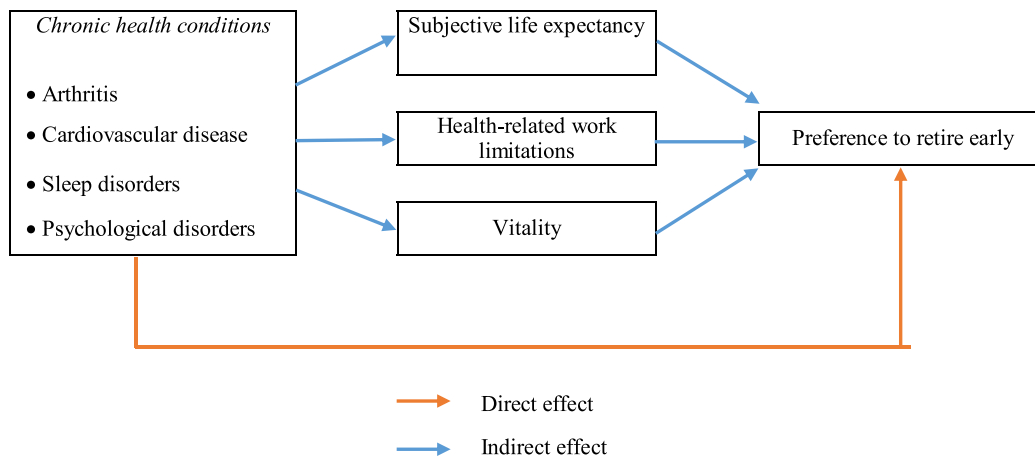 Chronic health conditions
• Arthritis
• Cardiovascular disease
• Sleep disorders
• Psychological disorders
Subjective life expectancy
Health-related work
limitations
Vitality
Preference to retire early
Direct effect
Indirect effect